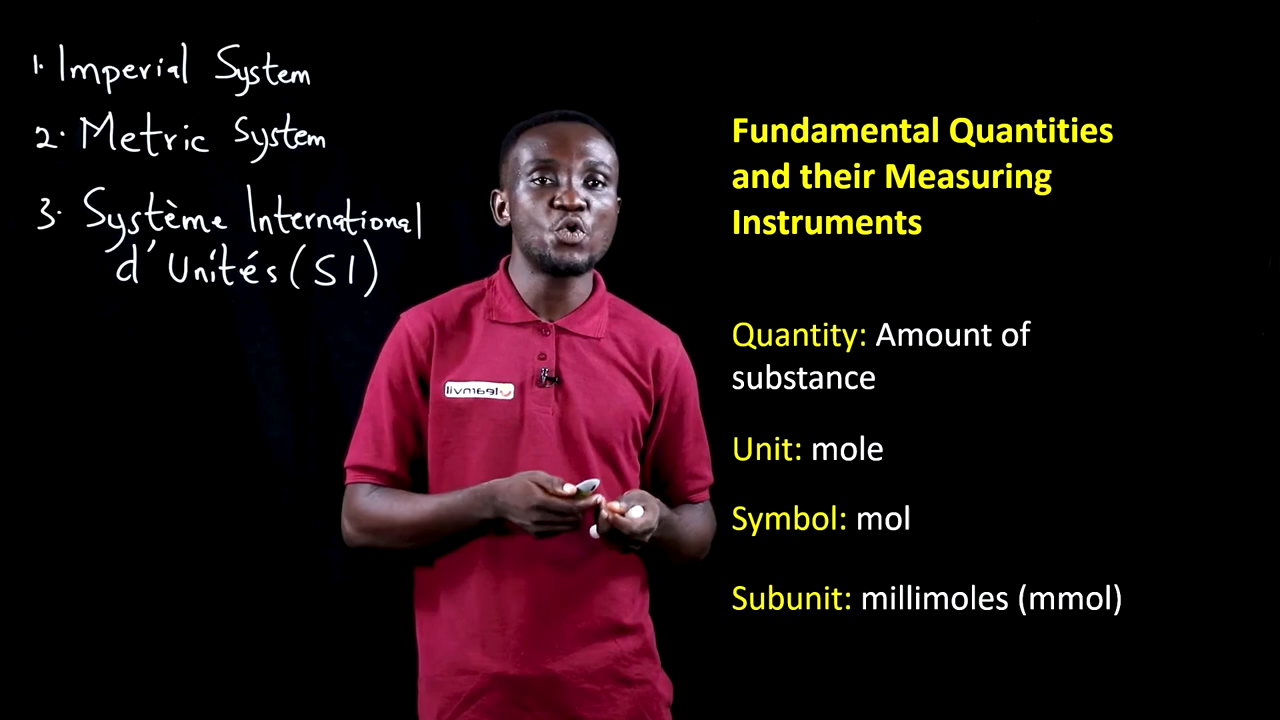 1. Imperial System
2. Metric System
3. Système International
d'Unités (SI)
Fundamental Quantities
and their Measuring
Instruments
Quantity: Amount of
substance
Unit: mole
Symbol: mol
Subunit: millimoles (mmol)
ulearnvil